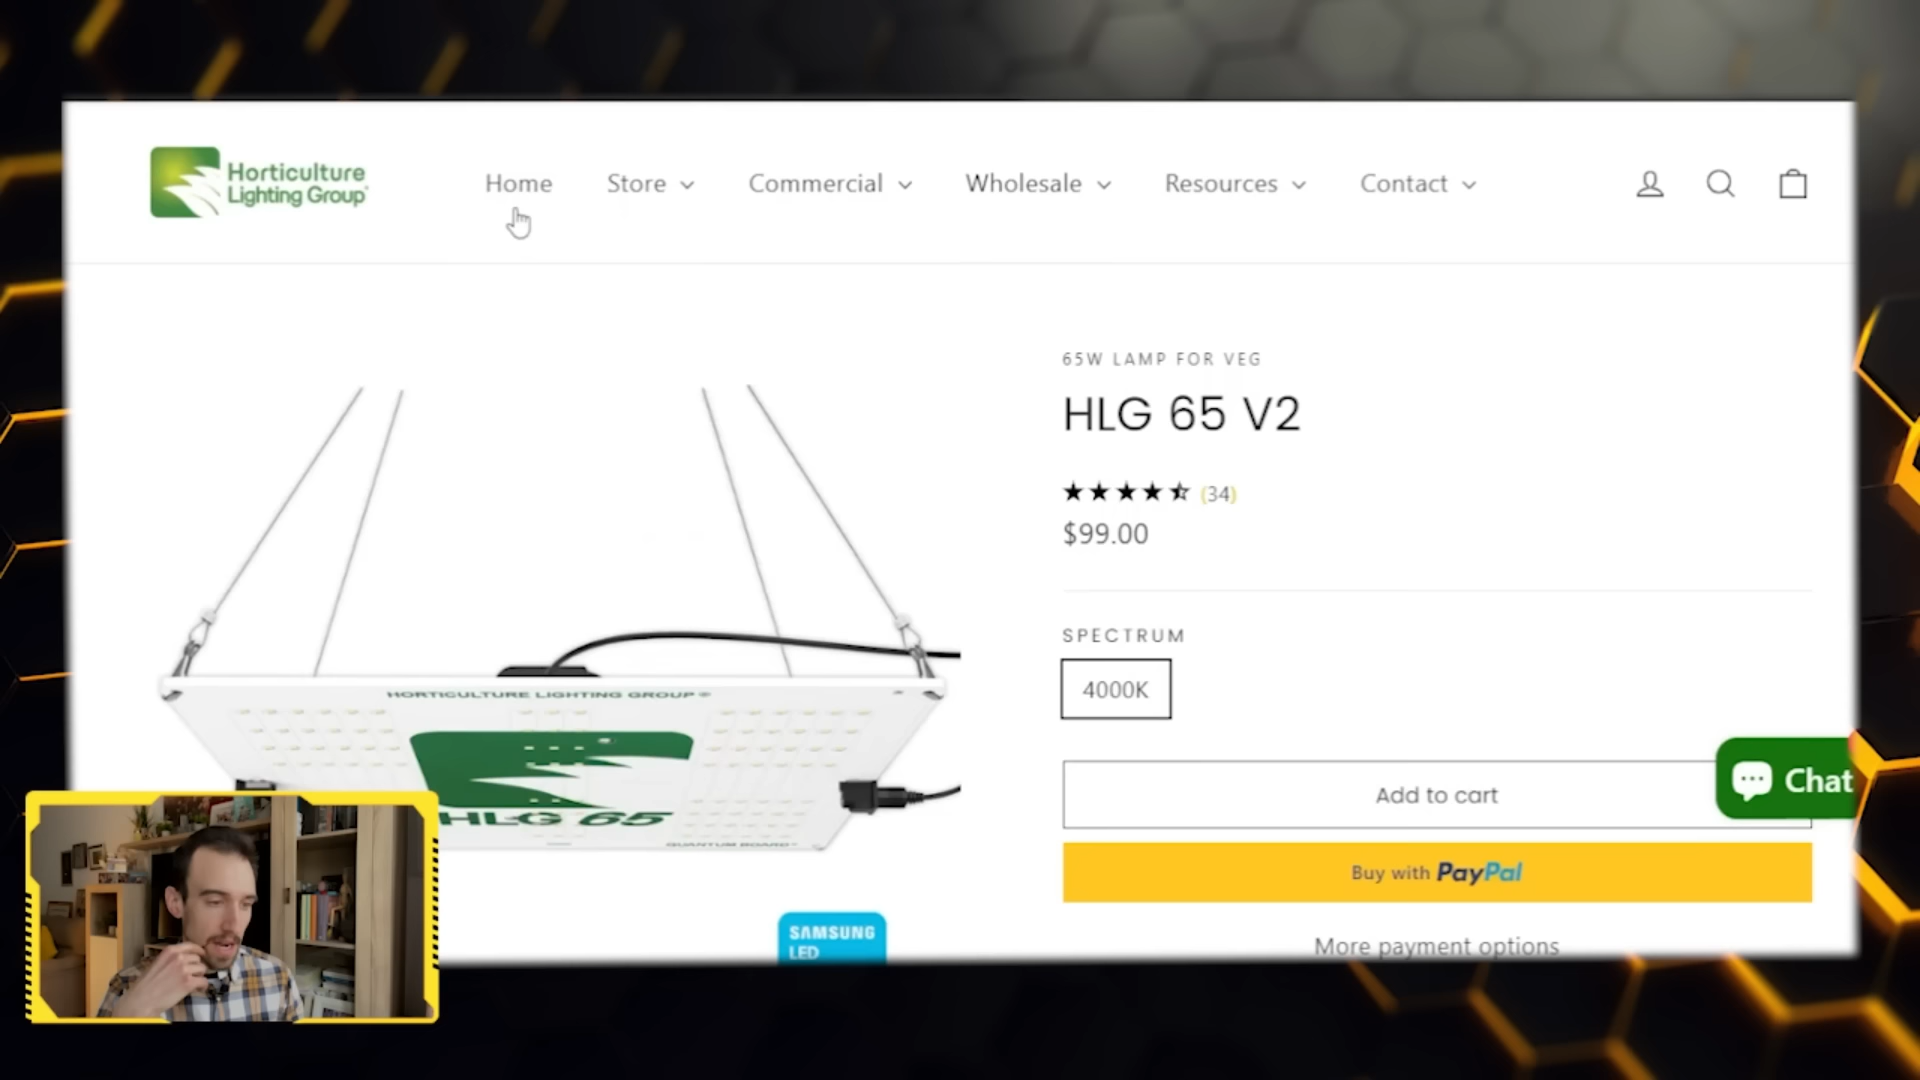 Horticulture
Lighting Group
Home
Store
Commercial
Wholesale
Resources
Contact
65W LAMP FOR VEG
HLG 65 V2
(34)
$99.00
SPECTRUM
4000K
Add to cart
Chat
Buy with PayPal
More payment options
HORTICULTURE LIGHTING GROUP
HLG 65
QUANTUM BOARD
SAMSUNG
LED